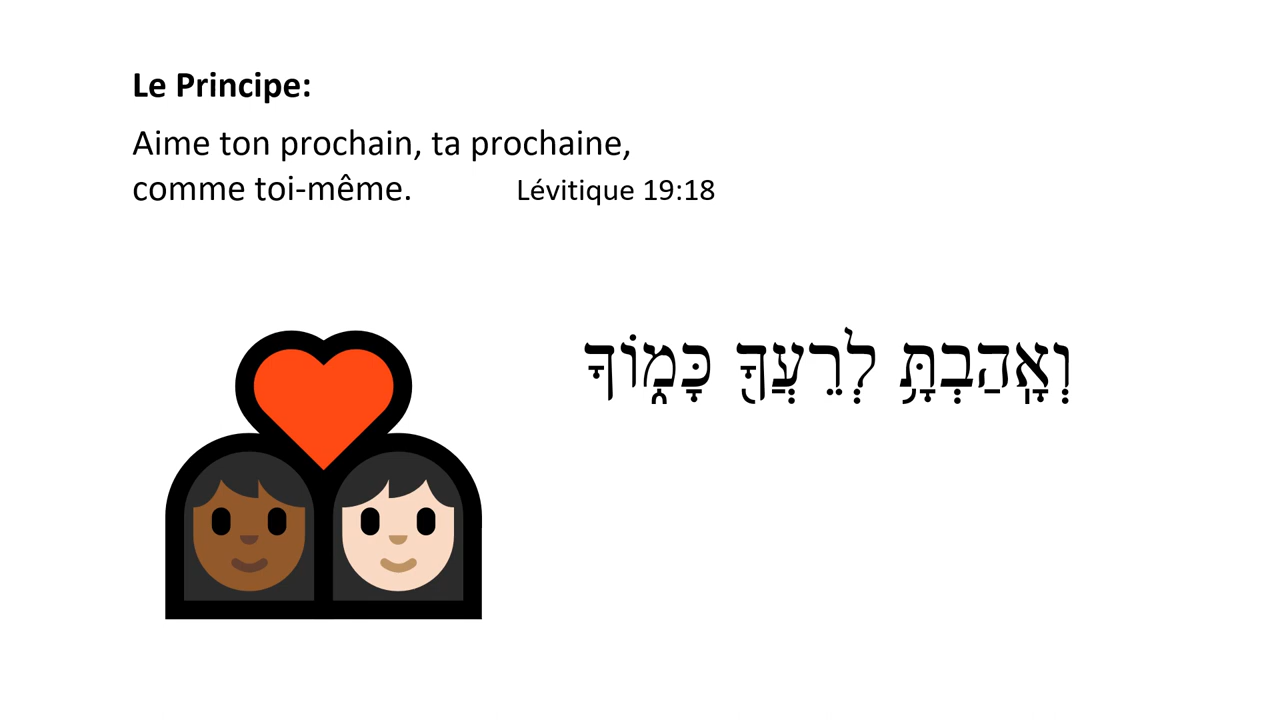 Le Principe:
Aime ton prochain, ta prochaine,
comme toi-même. Lévitique 19:18
וְאָֽהַבְתָּ֥ לְרֵעֲךָ֖ כָּמ֑וֹךָ